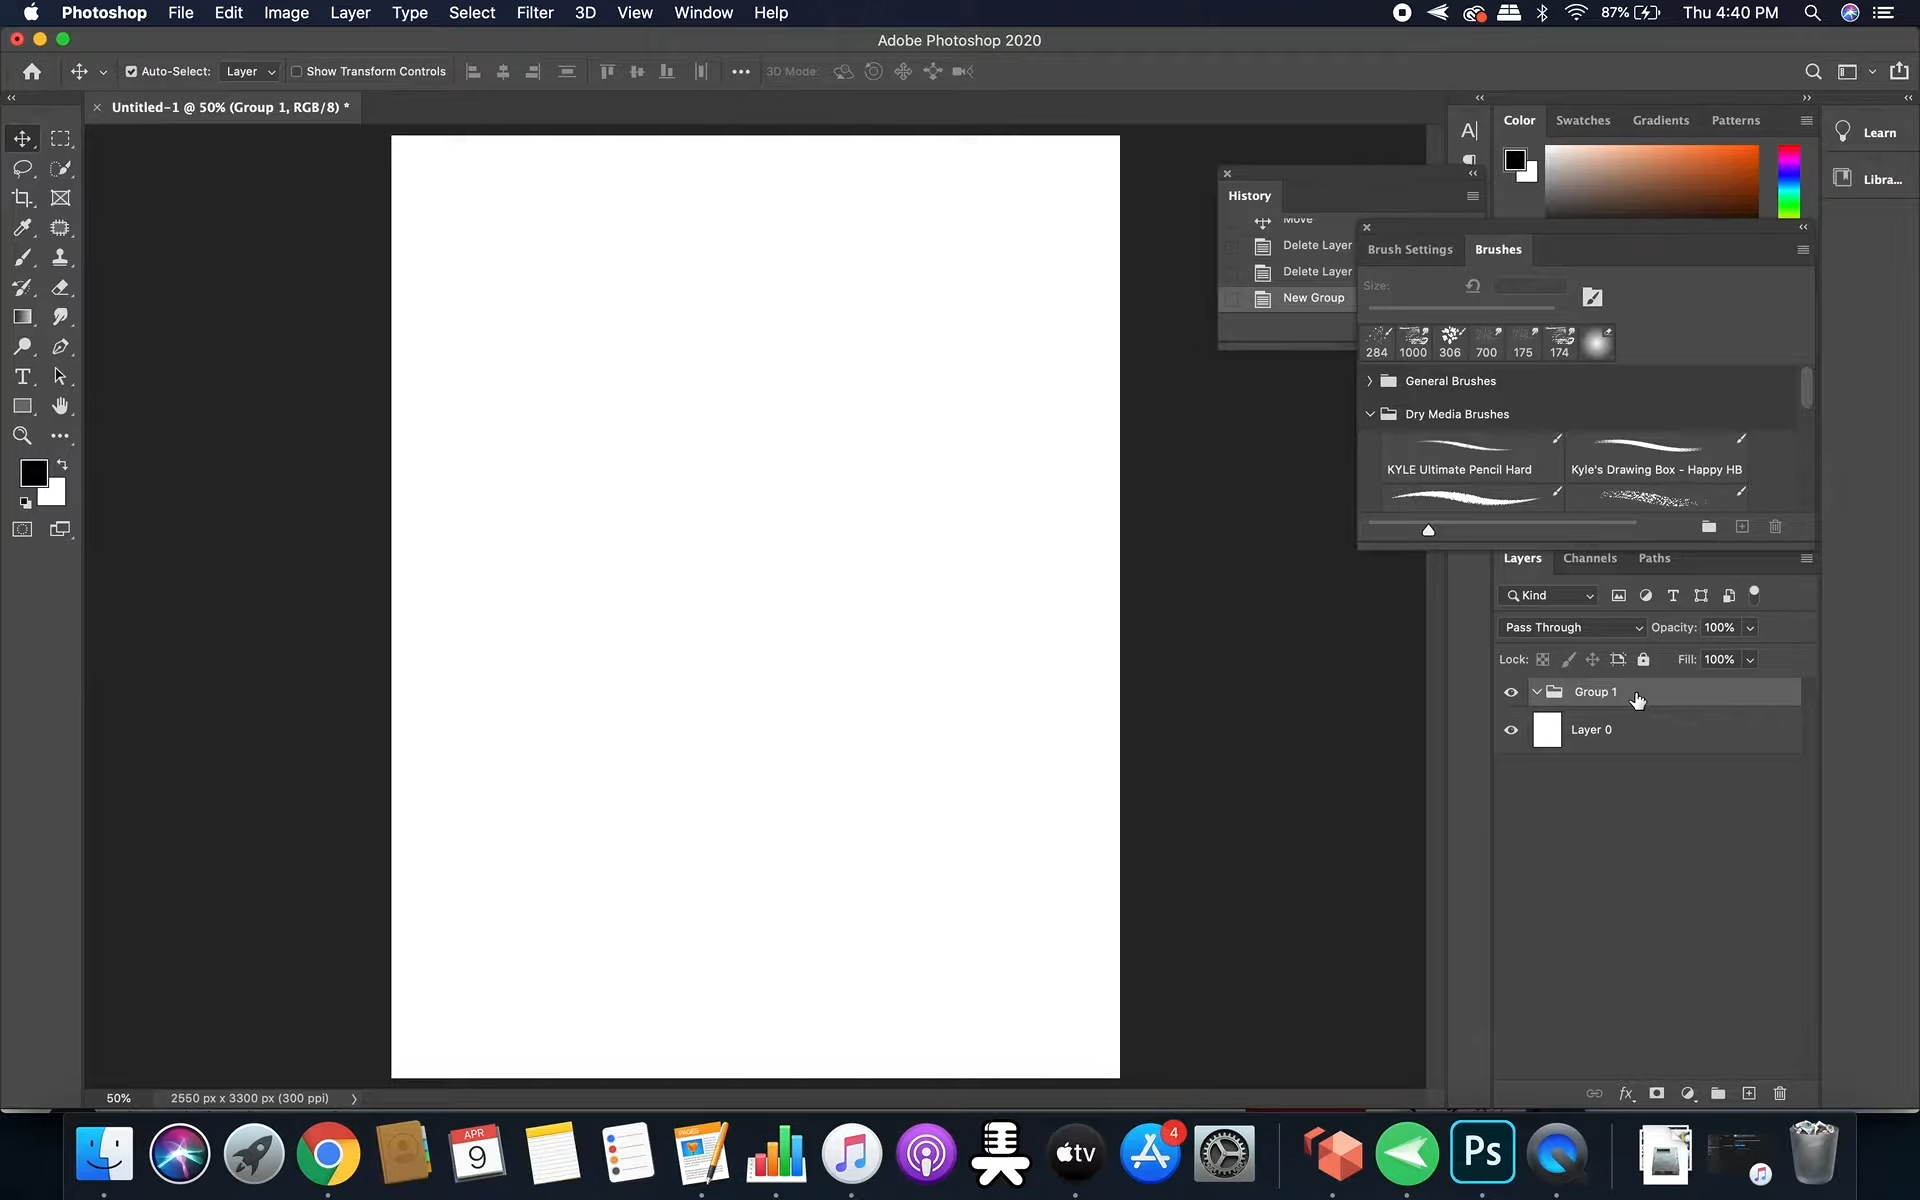 Photoshop File Edit Image Layer Type Select Filter 3D View Window Help 87% Thu 4:40 PM
Adobe Photoshop 2020
Auto-Select: Layer Show Transform Controls 3D Mode:
Untitled-1 @ 50% (Group 1, RGB/8) *
Color Swatches Gradients Patterns
Learn
Libra...
History
Move
Delete Layer
Delete Layer
New Group
Brush Settings Brushes
Size:
284 1000 306 700 175 174
General Brushes
Dry Media Brushes
KYLE Ultimate Pencil Hard Kyle's Drawing Box - Happy HB
Layers Channels Paths
Kind
Pass Through Opacity: 100%
Lock: Fill: 100%
Group 1
Layer 0
fx
50% 2550 px x 3300 px (300 ppi)
APR
9
PAGES
tv
4
Ps